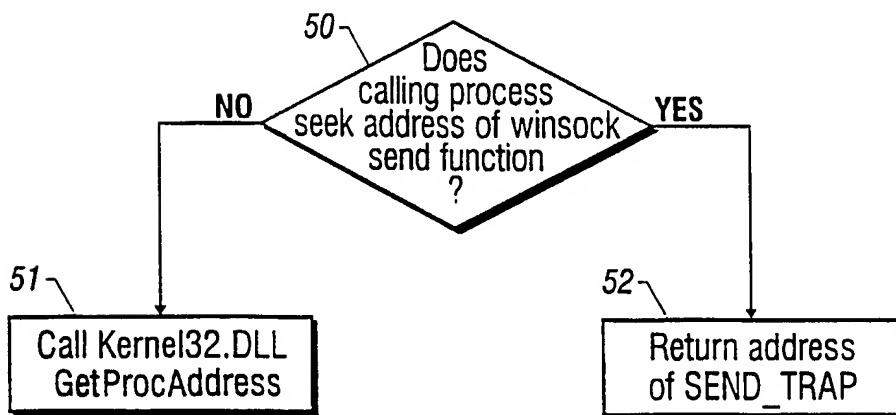 50
Does
calling process
seek address of winsock
send function
?
NO
YES
51
52
Call Kernel32.DLL
GetProcAddress
Return address
of SEND_TRAP